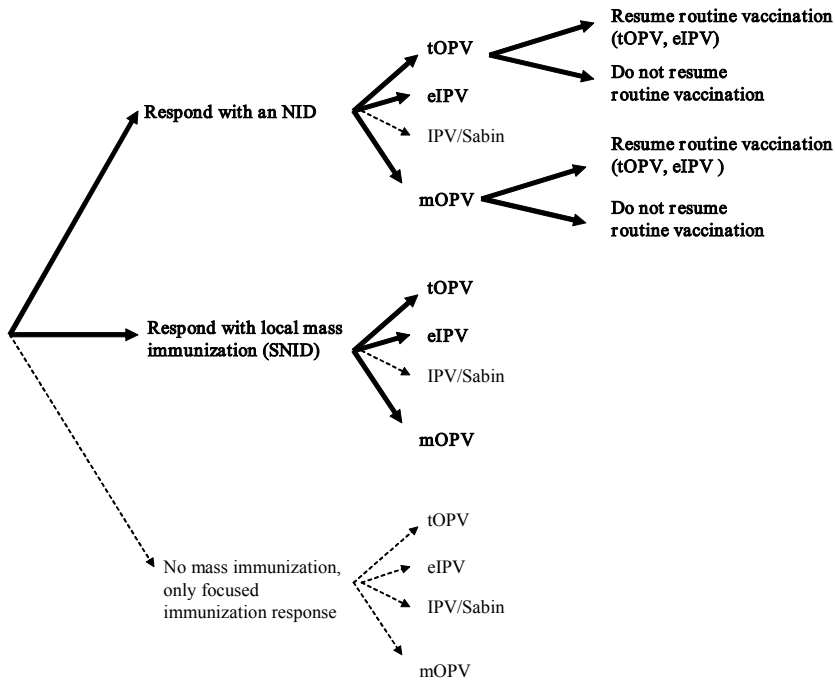 Respond with an NID
tOPV
Resume routine vaccination
(tOPV, eIPV)
Do not resume
routine vaccination
eIPV
IPV/Sabin
mOPV
Resume routine vaccination
(tOPV, eIPV )
Do not resume
routine vaccination
Respond with local mass
immunization (SNID)
tOPV
eIPV
IPV/Sabin
mOPV
No mass immunization,
only focused
immunization response
tOPV
eIPV
IPV/Sabin
mOPV